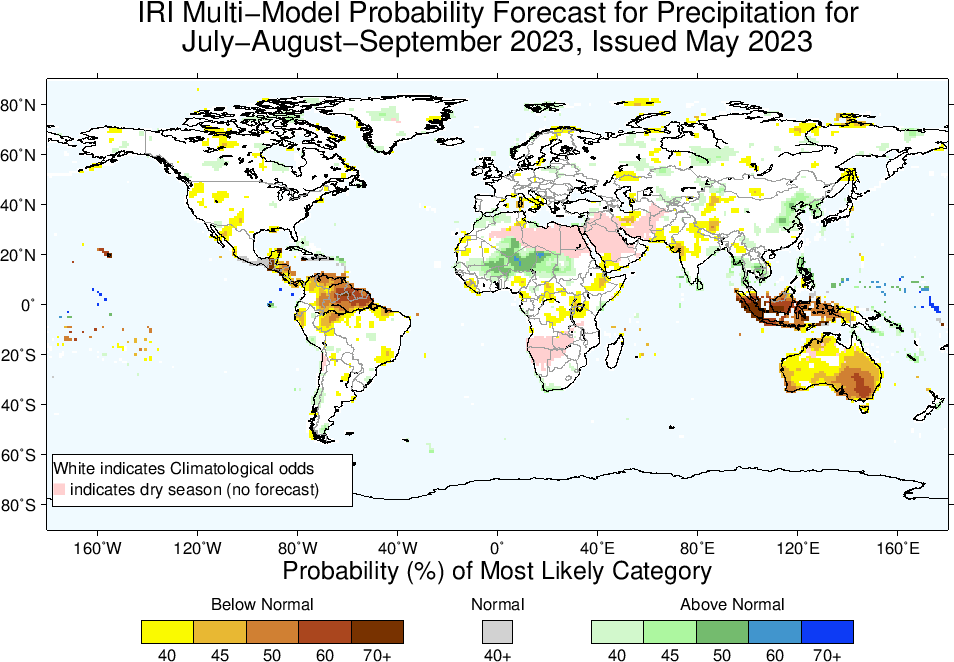 IRI Multi−Model Probability Forecast for Precipitation for
July−August−September 2023, Issued May 2023
80˚N
60˚N
40˚N
20˚N
0˚
20˚S
40˚S
60˚S
80˚S
White indicates Climatological odds
indicates dry season (no forecast)
160˚W 120˚W 80˚W 40˚W 0˚ 40˚E 80˚E 120˚E 160˚E
Probability (%) of Most Likely Category
Below Normal Normal Above Normal
40 45 50 60 70+ 40+ 40 45 50 60 70+